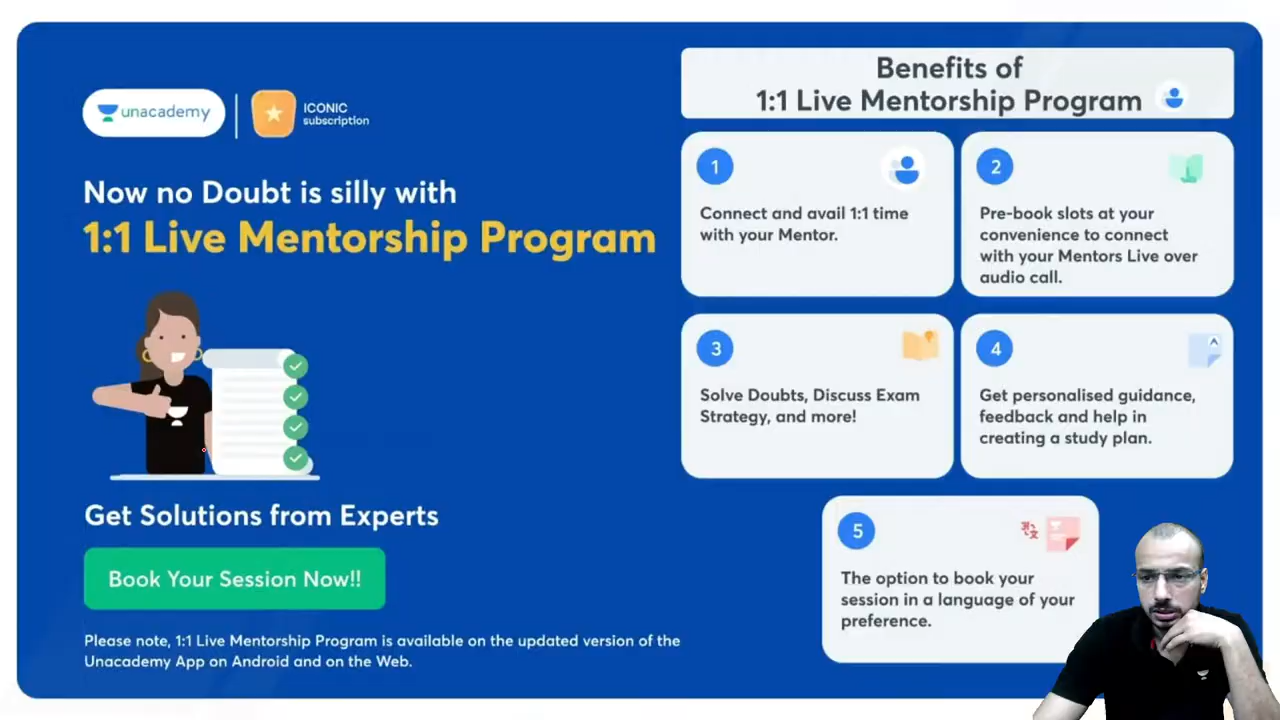 unacademy
ICONIC
subscription
Now no Doubt is silly with
1:1 Live Mentorship Program
Get Solutions from Experts
Book Your Session Now!!
Please note, 1:1 Live Mentorship Program is available on the updated version of the
Unacademy App on Android and on the Web.
Benefits of
1:1 Live Mentorship Program
1
Connect and avail 1:1 time
with your Mentor.
2
Pre-book slots at your
convenience to connect
with your Mentors Live over
audio call.
3
Solve Doubts, Discuss Exam
Strategy, and more!
4
Get personalised guidance,
feedback and help in
creating a study plan.
5
The option to book your
session in a language of your
preference.